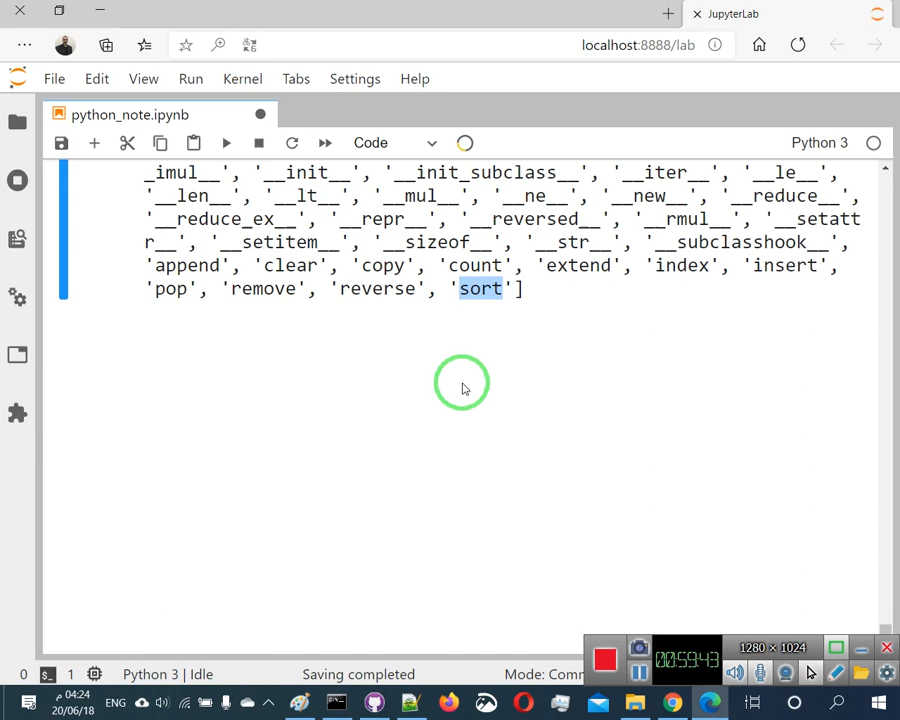 JupyterLab
localhost:8888/lab
File Edit View Run Kernel Tabs Settings Help
python_note.ipynb
Code Python 3
_imul__', '__init__', '__init_subclass__', '__iter__', '__le__',
'__len__', '__lt__', '__mul__', '__ne__', '__new__', '__reduce__',
'__reduce_ex__', '__repr__', '__reversed__', '__rmul__', '__setatt
r__', '__setitem__', '__sizeof__', '__str__', '__subclasshook__',
'append', 'clear', 'copy', 'count', 'extend', 'index', 'insert',
'pop', 'remove', 'reverse', 'sort']
1280 × 1024
00:59:43
0 1 Python 3 | Idle Saving completed Mode: Comm
04:24 م
20/06/18
ENG